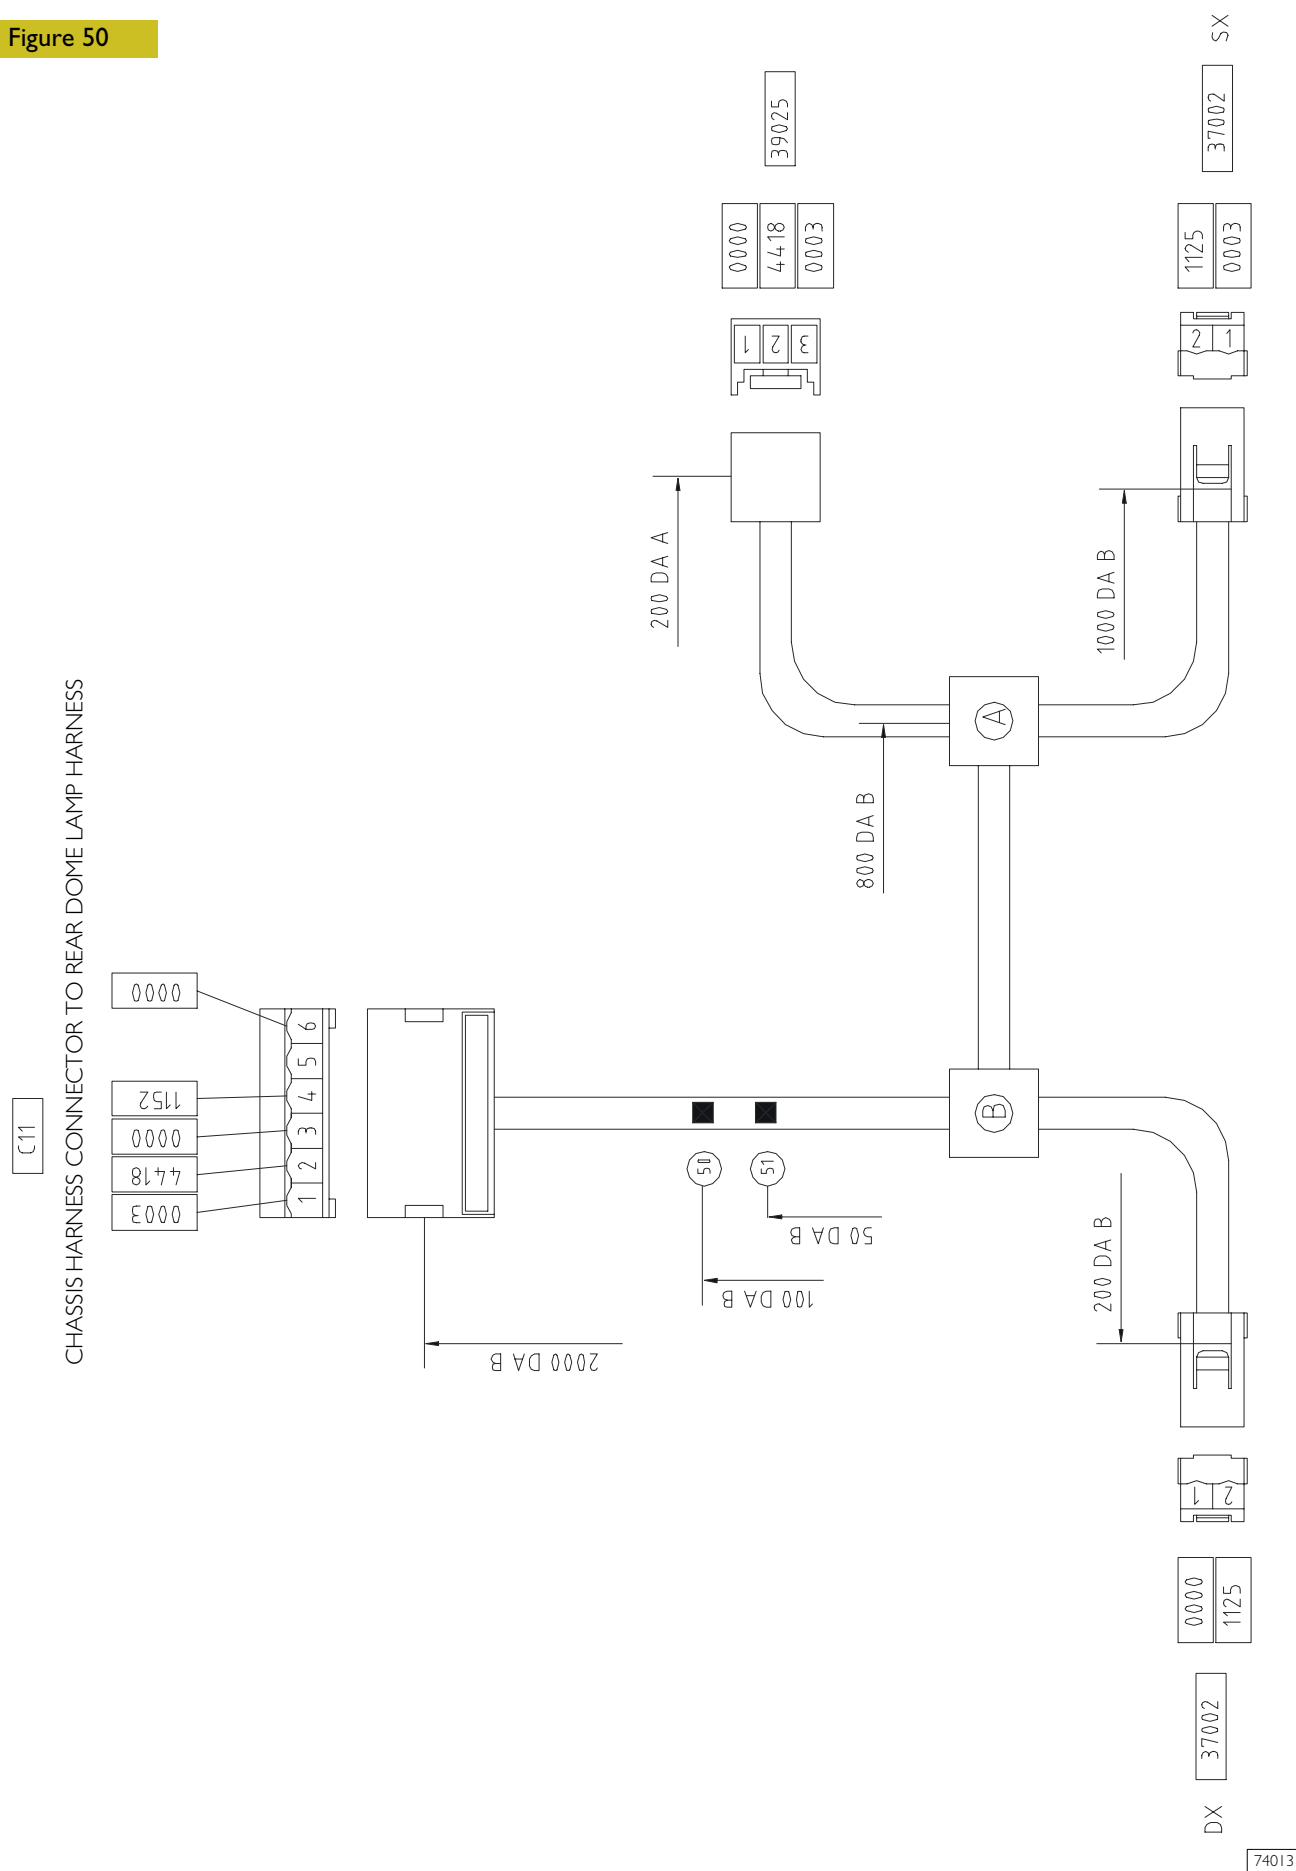 Figure 50
SX
37002
39025
0000
4418
0003
1125
0003
1
2
3
2
1
200 DA A
1000 DA B
A
800 DA B
C11
CHASSIS HARNESS CONNECTOR TO REAR DOME LAMP HARNESS
0000
1152
0000
4418
0003
6
5
4
3
2
1
B
50
51
50 DA B
100 DA B
2000 DA B
200 DA B
1
2
0000
1125
37002
DX
74013